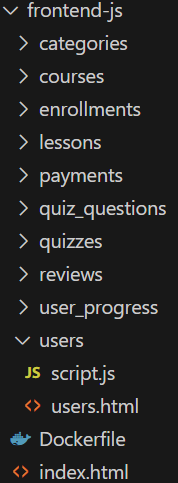 frontend-js
categories
courses
enrollments
lessons
payments
quiz_questions
quizzes
reviews
user_progress
users
JS script.js
<> users.html
Dockerfile
<> index.html